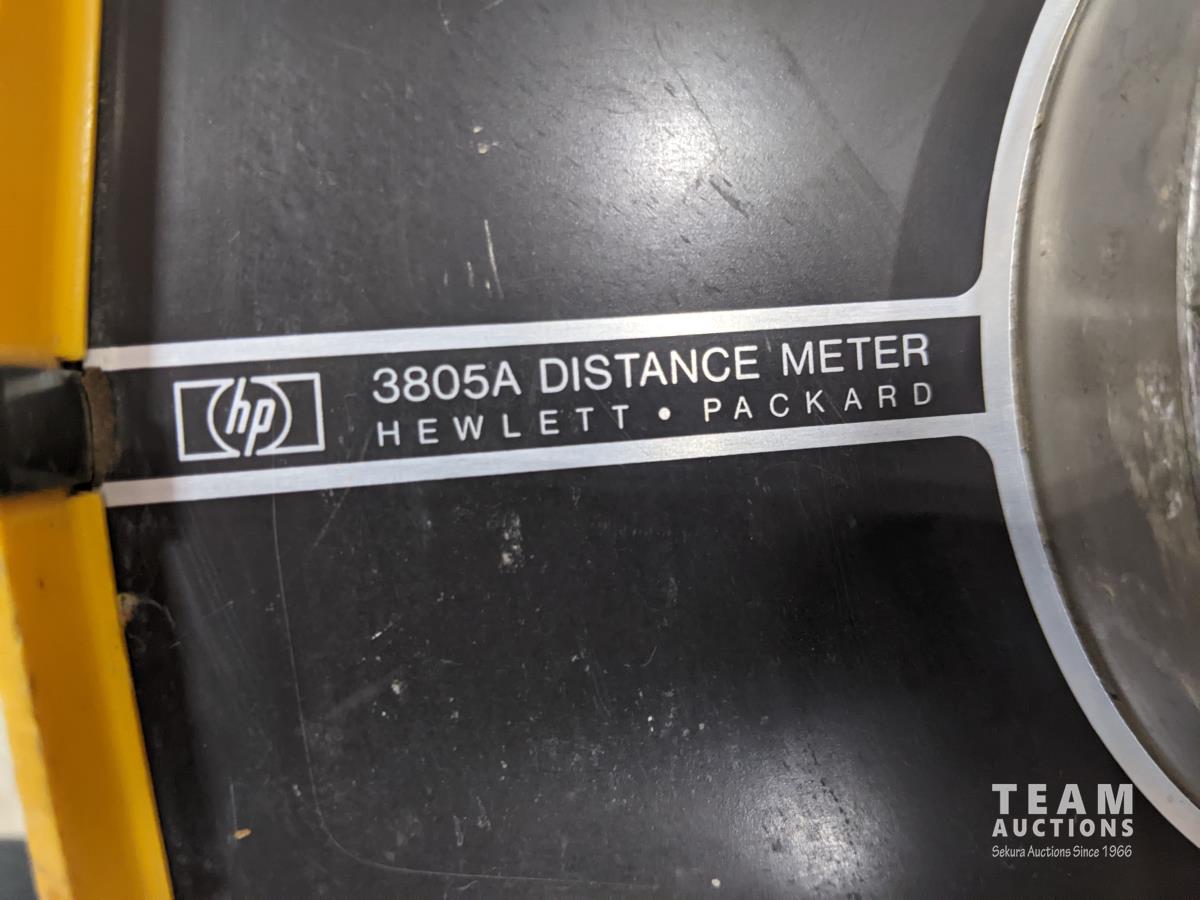 hp
3805A DISTANCE METER
HEWLETT • PACKARD
TEAM
AUCTIONS
Sekura Auctions Since 1966